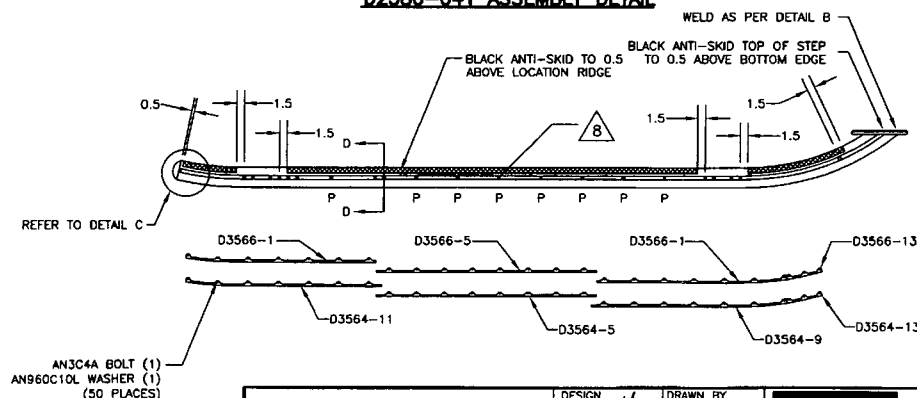 D2580-041 ASSEMBLY DETAIL
WELD AS PER DETAIL B
BLACK ANTI-SKID TO 0.5
ABOVE LOCATION RIDGE
BLACK ANTI-SKID TOP OF STEP
TO 0.5 ABOVE BOTTOM EDGE
0.5
1.5
1.5
D
8
1.5
1.5
1.5
D
P P P P P P P P
REFER TO DETAIL C
D3566-1
D3566-5
D3566-1
D3566-13
D3564-11
D3564-5
D3564-9
D3564-13
AN3C4A BOLT (1)
AN960C10L WASHER (1)
(50 PLACES)
DESIGN
DRAWN BY